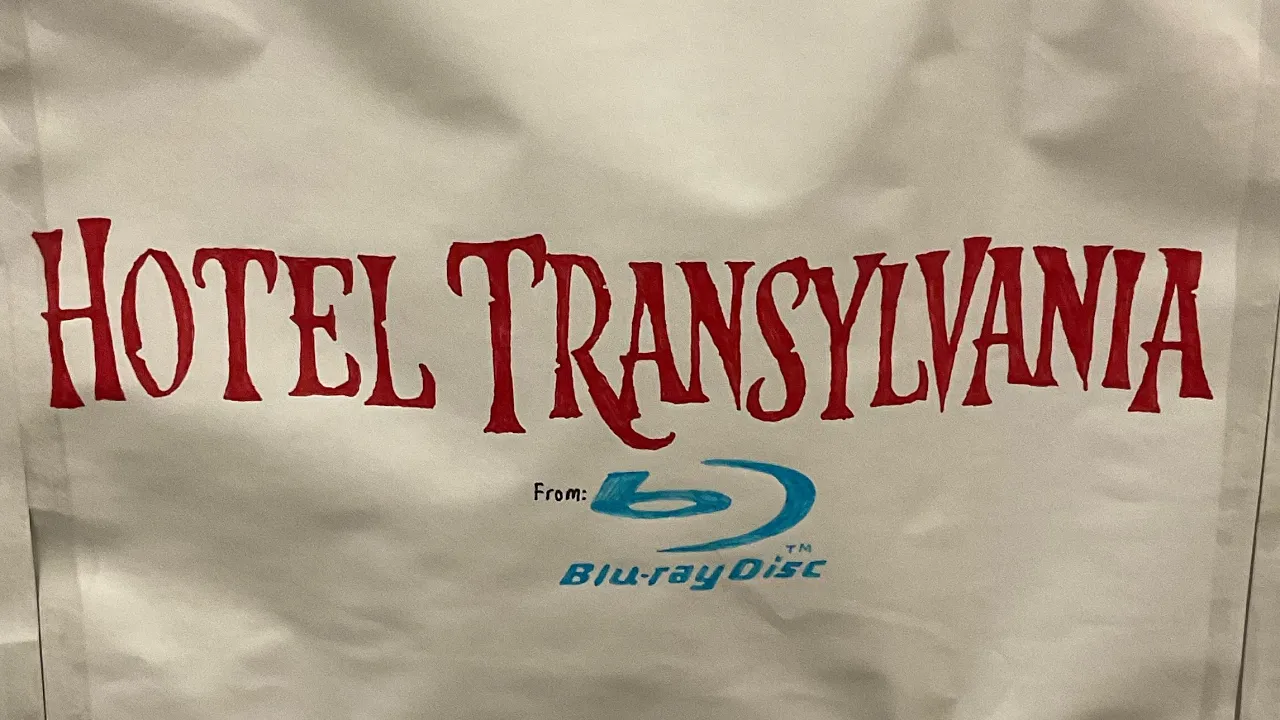 HOTEL TRANSYLVANIA
From:
Blu-ray Disc™